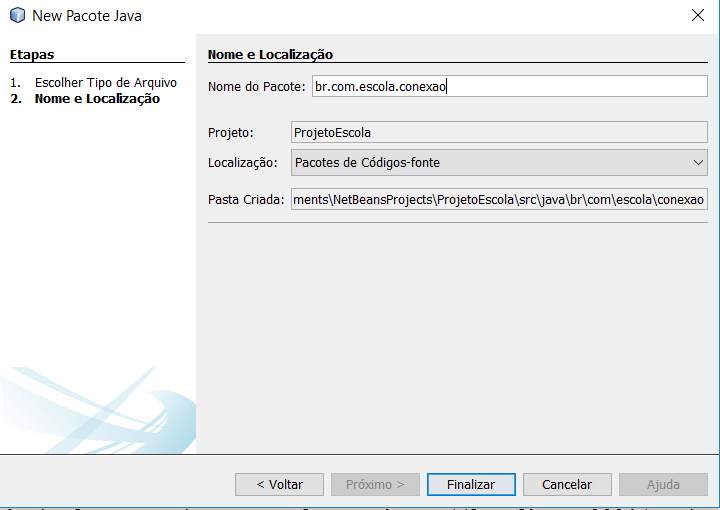 New Pacote Java
Etapas
1. Escolher Tipo de Arquivo
2. Nome e Localização
Nome e Localização
Nome do Pacote: br.com.escola.conexao
Projeto: ProjetoEscola
Localização: Pacotes de Códigos-fonte
Pasta Criada: ments\NetBeansProjects\ProjetoEscola\src\java\br\com\escola\conexao
< Voltar
Próximo >
Finalizar
Cancelar
Ajuda